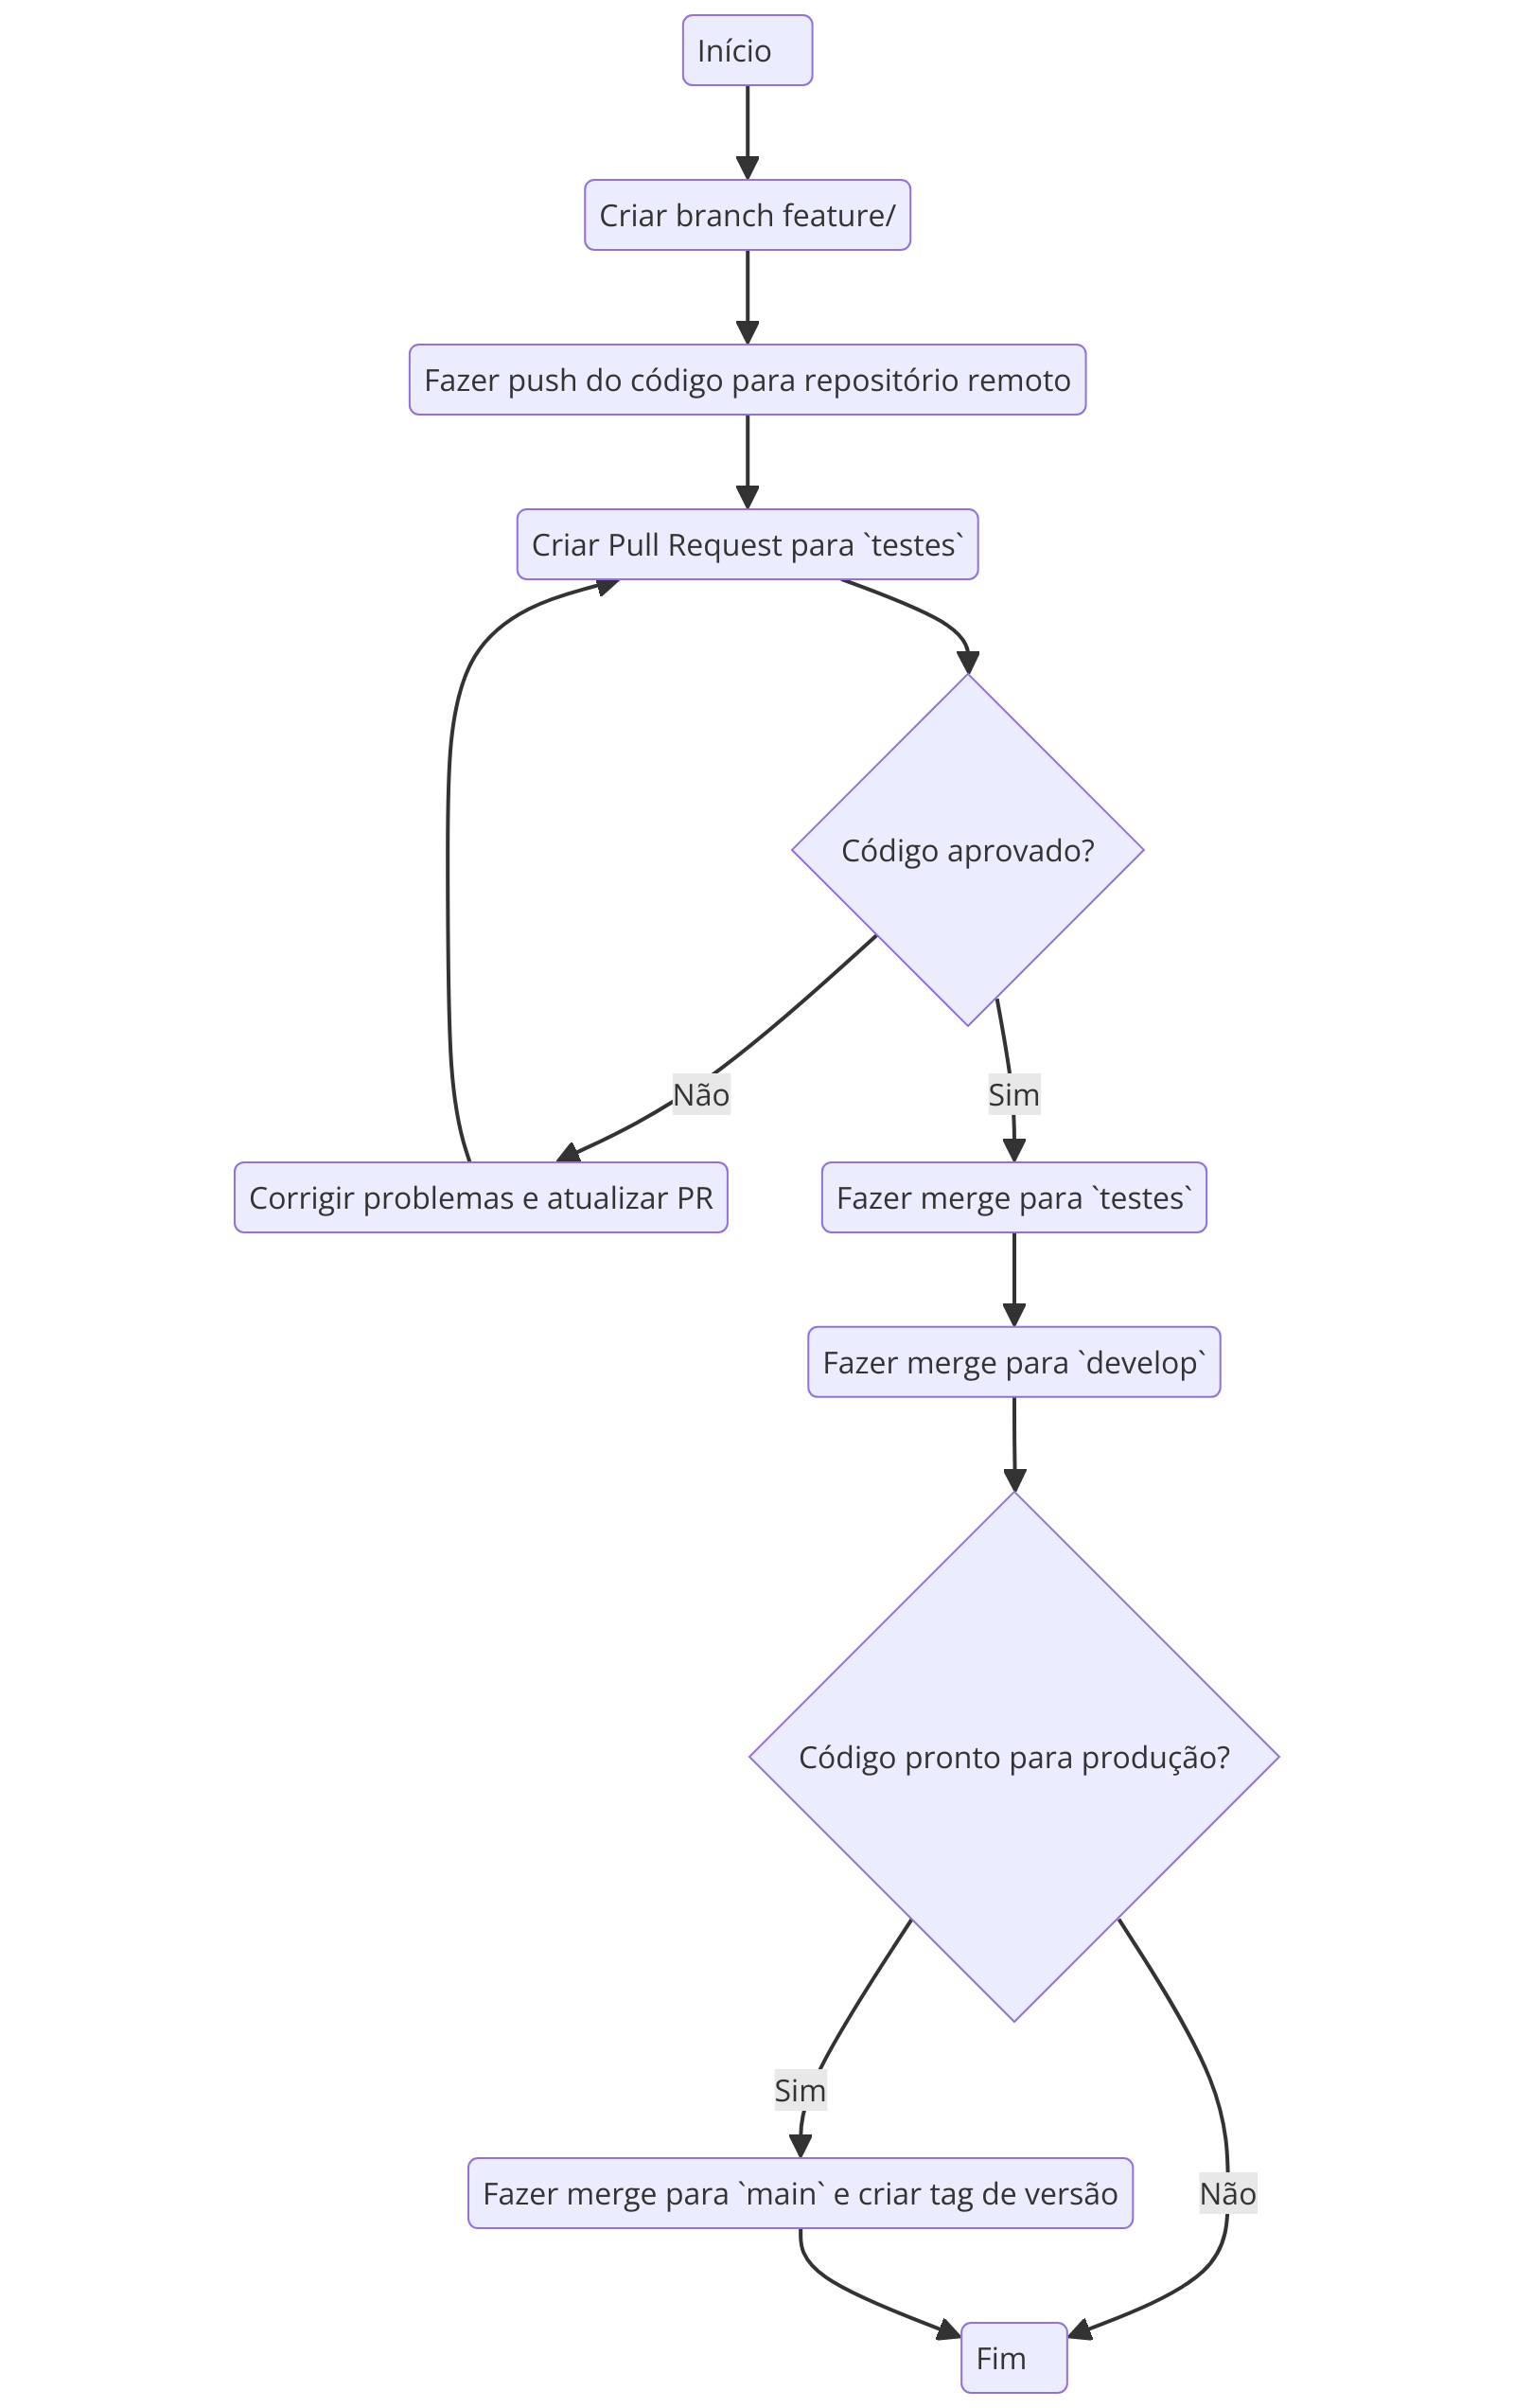 Início
Criar branch feature/
Fazer push do código para repositório remoto
Criar Pull Request para `testes`
Código aprovado?
Não
Sim
Corrigir problemas e atualizar PR
Fazer merge para `testes`
Fazer merge para `develop`
Código pronto para produção?
Sim
Fazer merge para `main` e criar tag de versão
Não
Fim